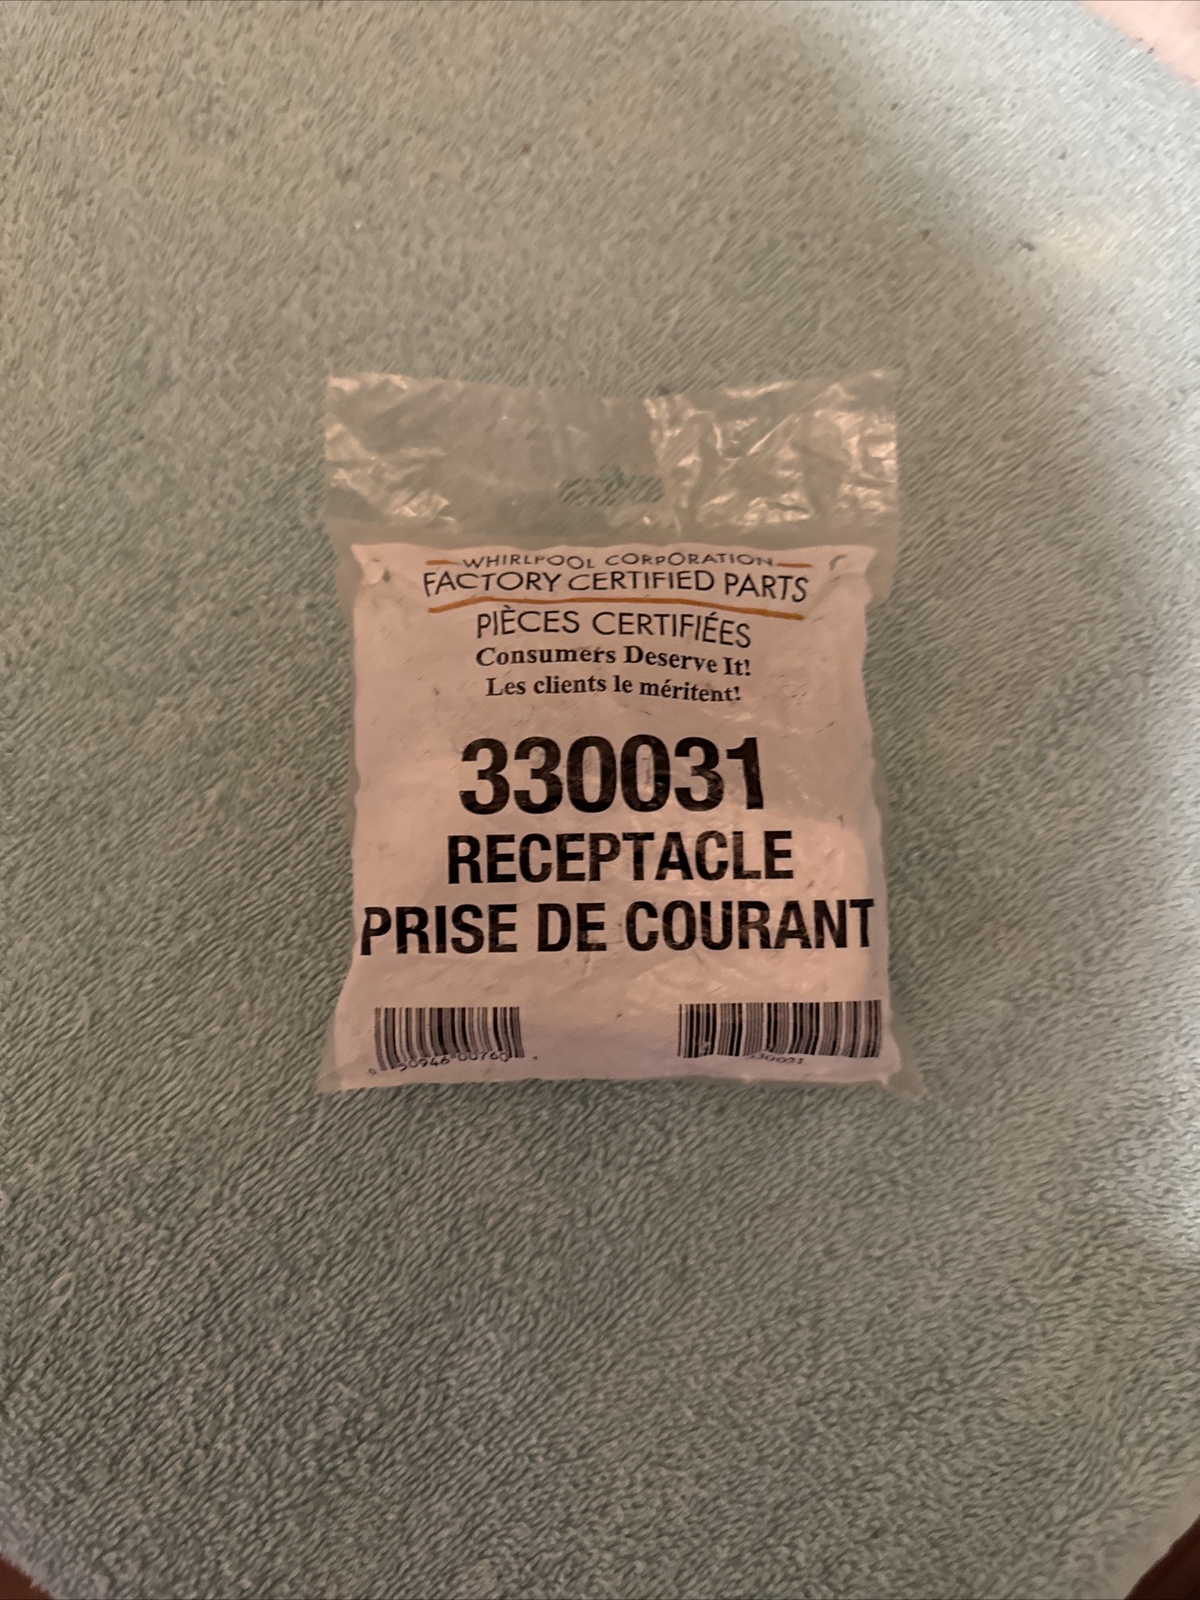 WHIRLPOOL CORPORATION
FACTORY CERTIFIED PARTS
PIÈCES CERTIFIÉES
Consumers Deserve It!
Les clients le méritent!
330031
RECEPTACLE
PRISE DE COURANT
330031